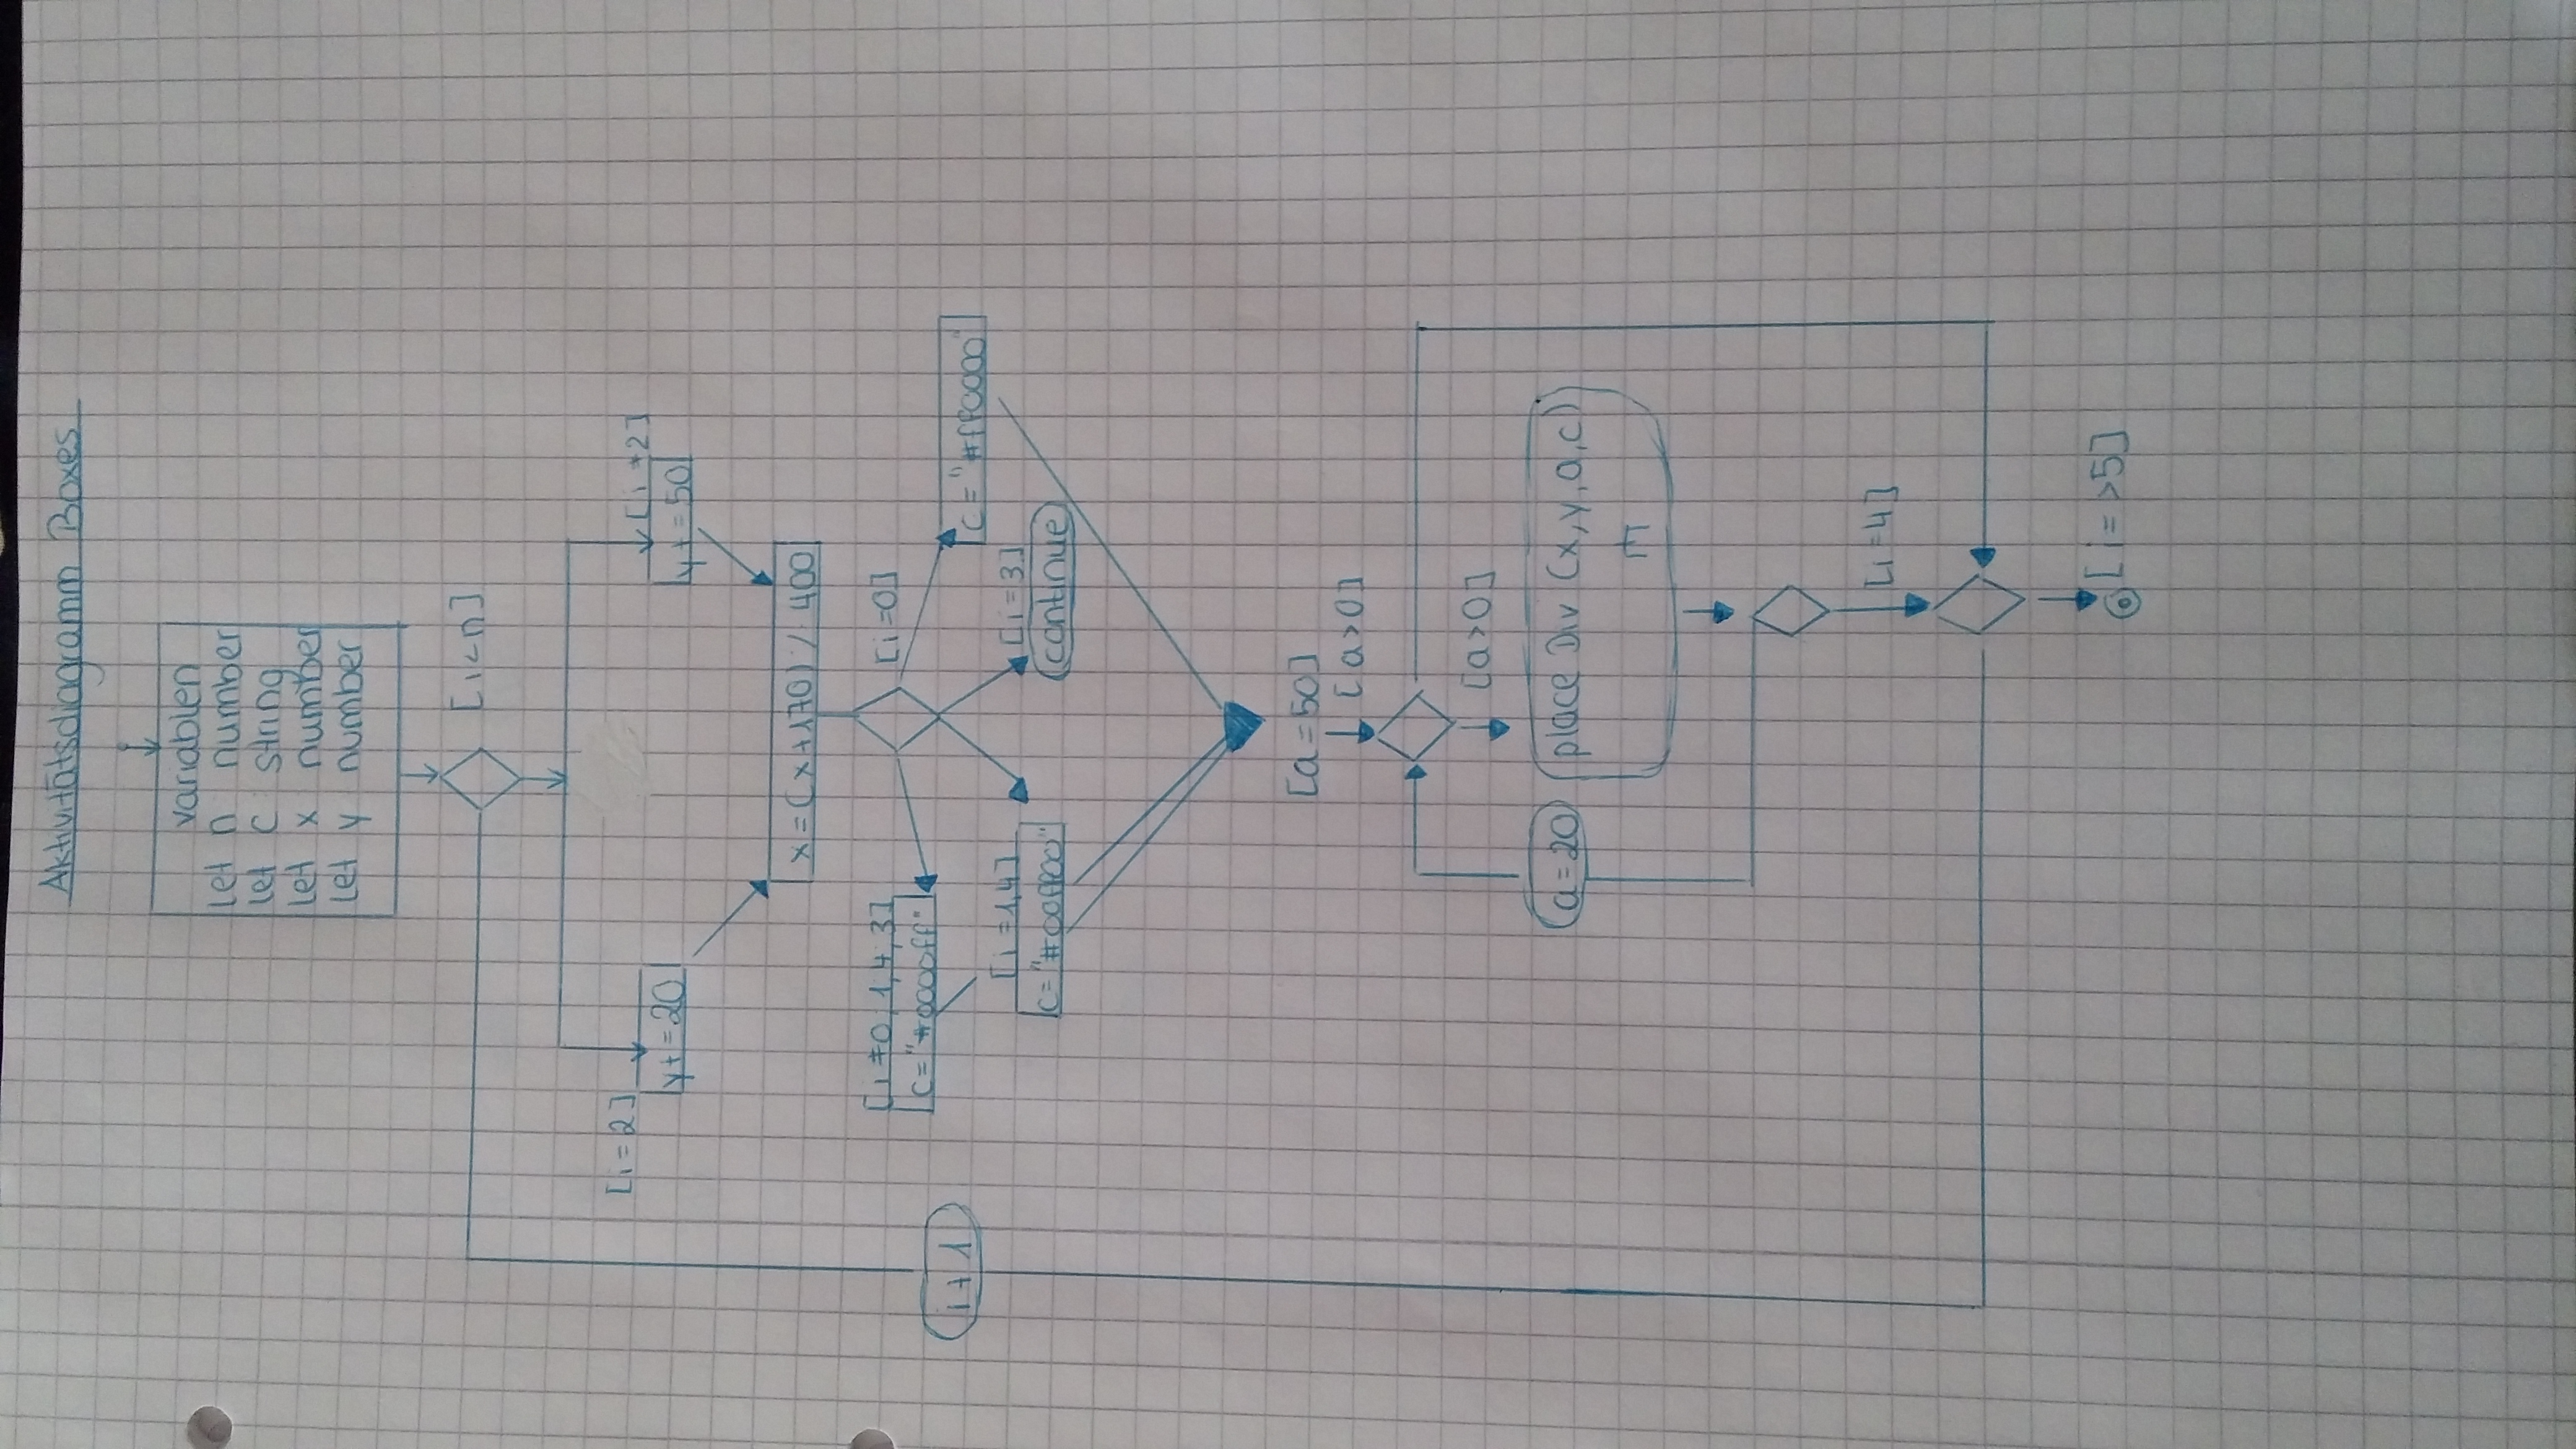 Aktivitätsdiagramm Boxes
variablen
let n number
let c string
let x number
let y number
[i<n]
[i=2]
y+=20
[i≠2]
y+=50
x=(x+170)%400
[i=0]
c="#ff0000"
[i≠0,1,4,3]
c="#0000ff"
[i=3]
continue
[i=1,4]
c="#00ff00"
[a=50]
[a>0]
[a>0]
place Div (x,y,a,c)
a=20
i+1
[i=4]
[i=>5]